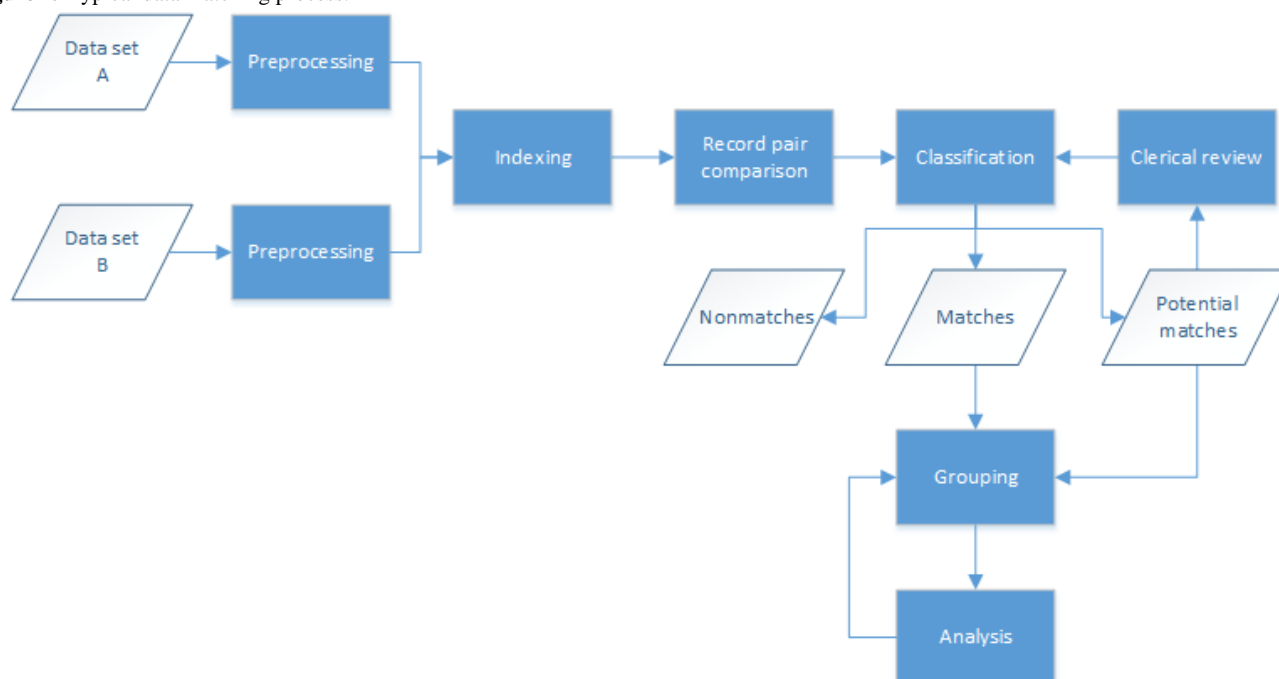 Data set
A
Preprocessing
Indexing
Record pair
comparison
Classification
Clerical review
Data set
B
Preprocessing
Nonmatches
Matches
Potential
matches
Grouping
Analysis